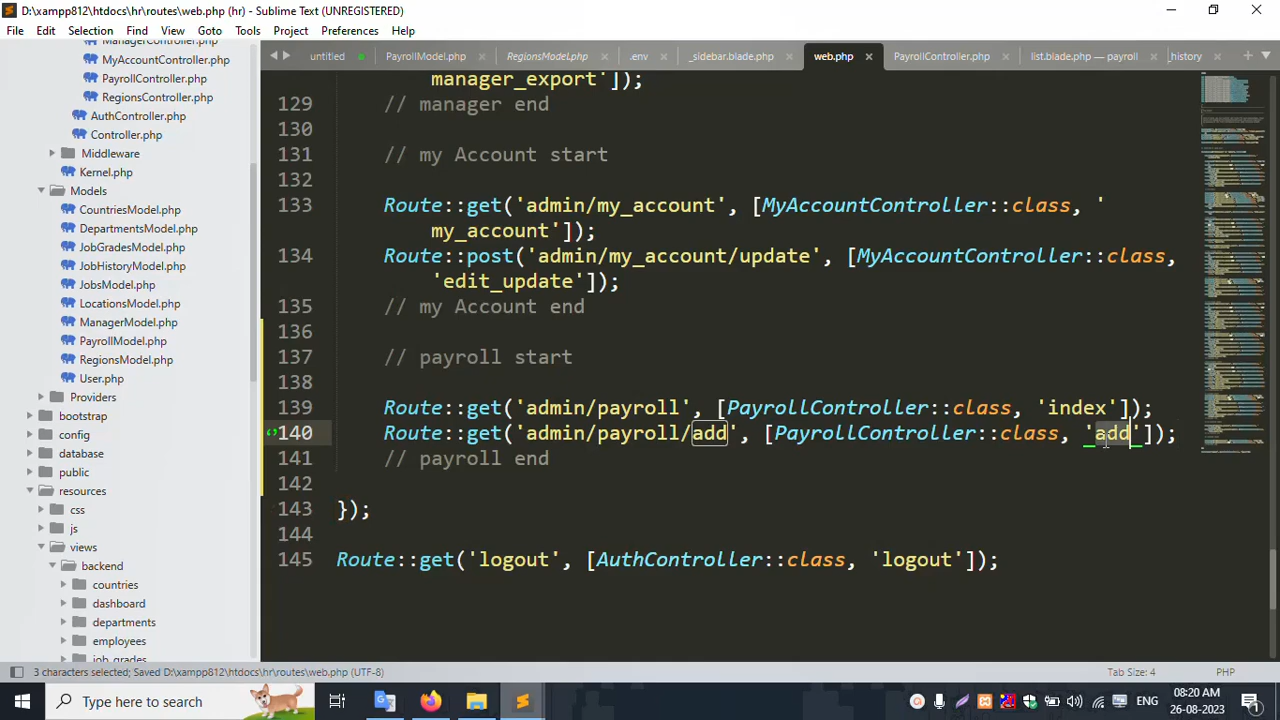 D:\xampp812\htdocs\hr\routes\web.php (hr) - Sublime Text (UNREGISTERED)
File Edit Selection Find View Goto Tools Project Preferences Help
untitled PayrollModel.php RegionsModel.php .env _sidebar.blade.php web.php PayrollController.php list.blade.php — payroll _history
ManagerController.php
MyAccountController.php
PayrollController.php
RegionsController.php
AuthController.php
Controller.php
Middleware
Kernel.php
Models
CountriesModel.php
DepartmentsModel.php
JobGradesModel.php
JobHistoryModel.php
JobsModel.php
LocationsModel.php
ManagerModel.php
PayrollModel.php
RegionsModel.php
User.php
Providers
bootstrap
config
database
public
resources
css
js
views
backend
countries
dashboard
departments
employees
job_grades
manager_export']);
129 // manager end
130
131 // my Account start
132
133 Route::get('admin/my_account', [MyAccountController::class, '
my_account']);
134 Route::post('admin/my_account/update', [MyAccountController::class,
'edit_update']);
135 // my Account end
136
137 // payroll start
138
139 Route::get('admin/payroll', [PayrollController::class, 'index']);
140 Route::get('admin/payroll/add', [PayrollController::class, 'add']);
141 // payroll end
142
143 });
144
145 Route::get('logout', [AuthController::class, 'logout']);
3 characters selected; Saved D:\xampp812\htdocs\hr\routes\web.php (UTF-8) Tab Size: 4 PHP
Type here to search ENG 08:20 AM
26-08-2023